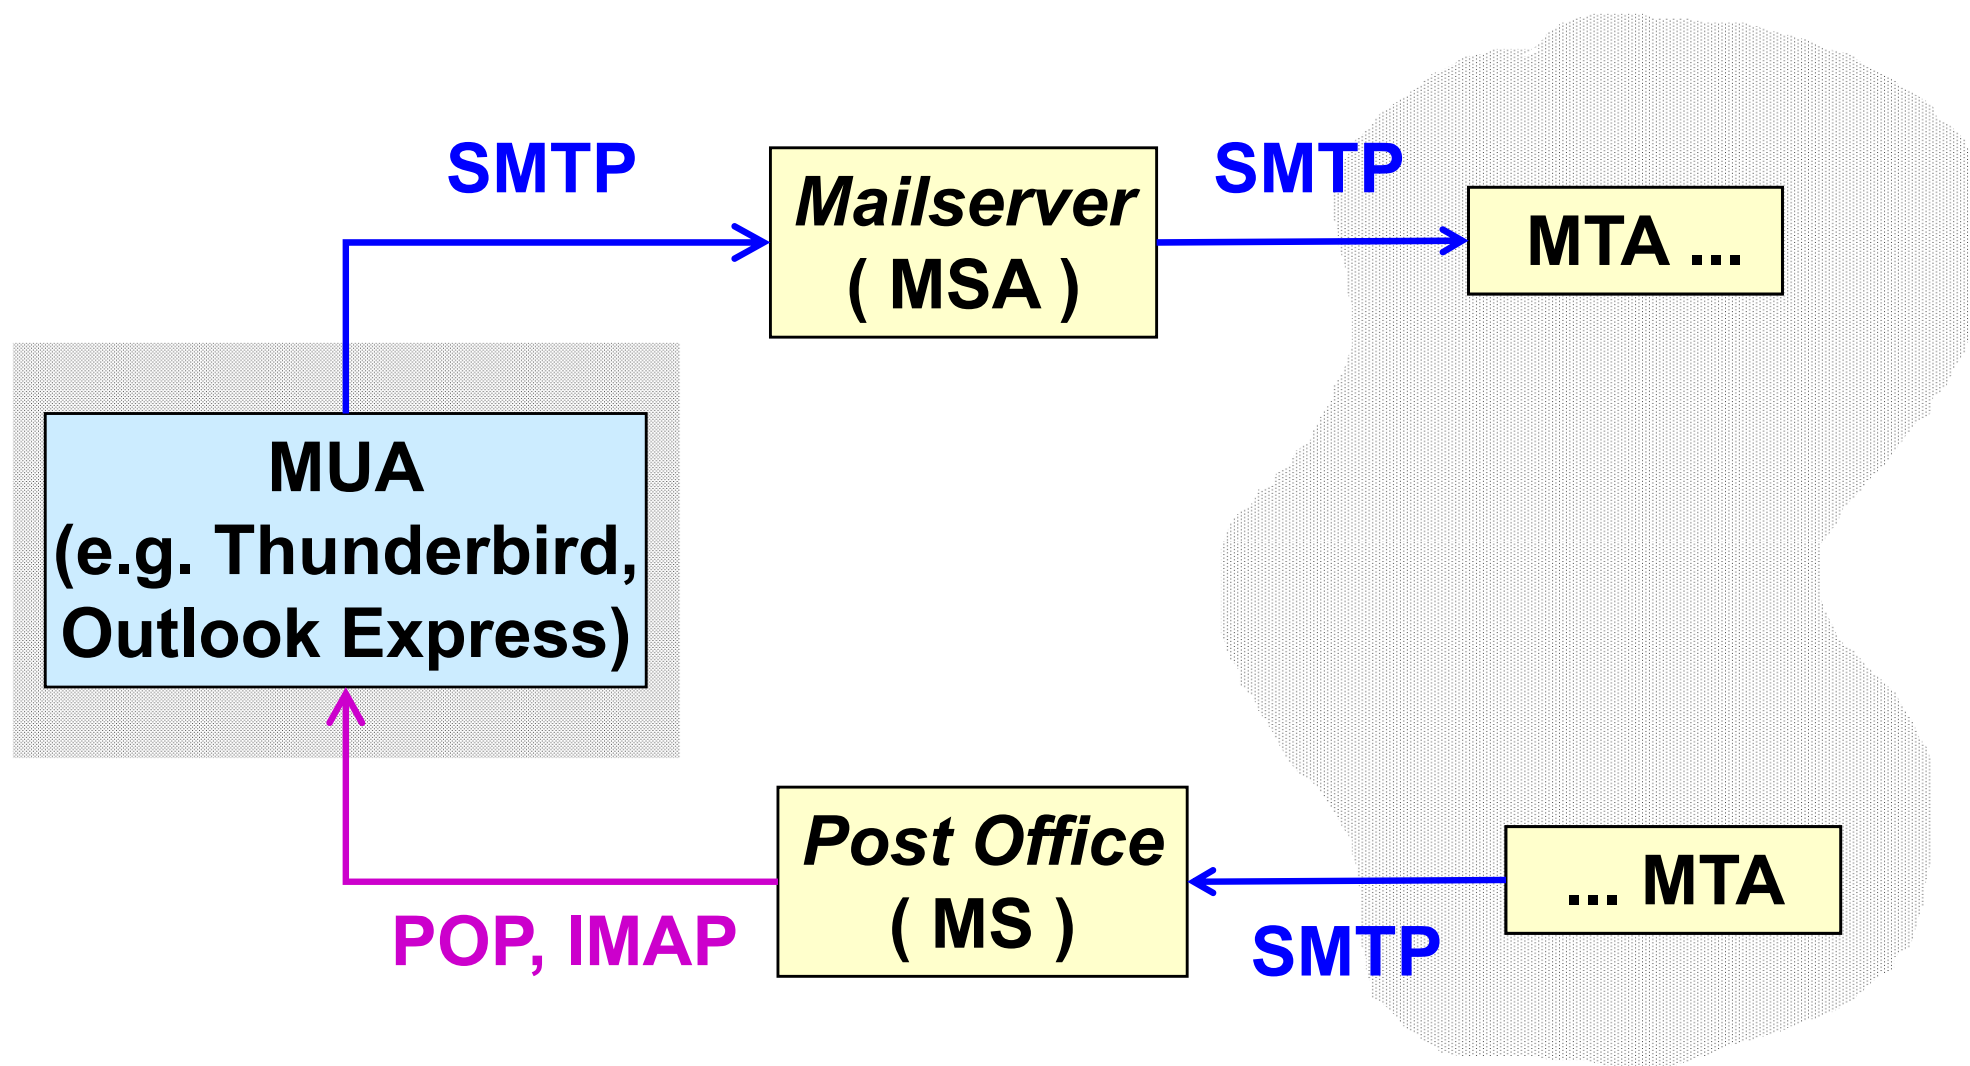 SMTP
Mailserver
( MSA )
SMTP
MTA ...
MUA
(e.g. Thunderbird,
Outlook Express)
POP, IMAP
Post Office
( MS )
SMTP
... MTA